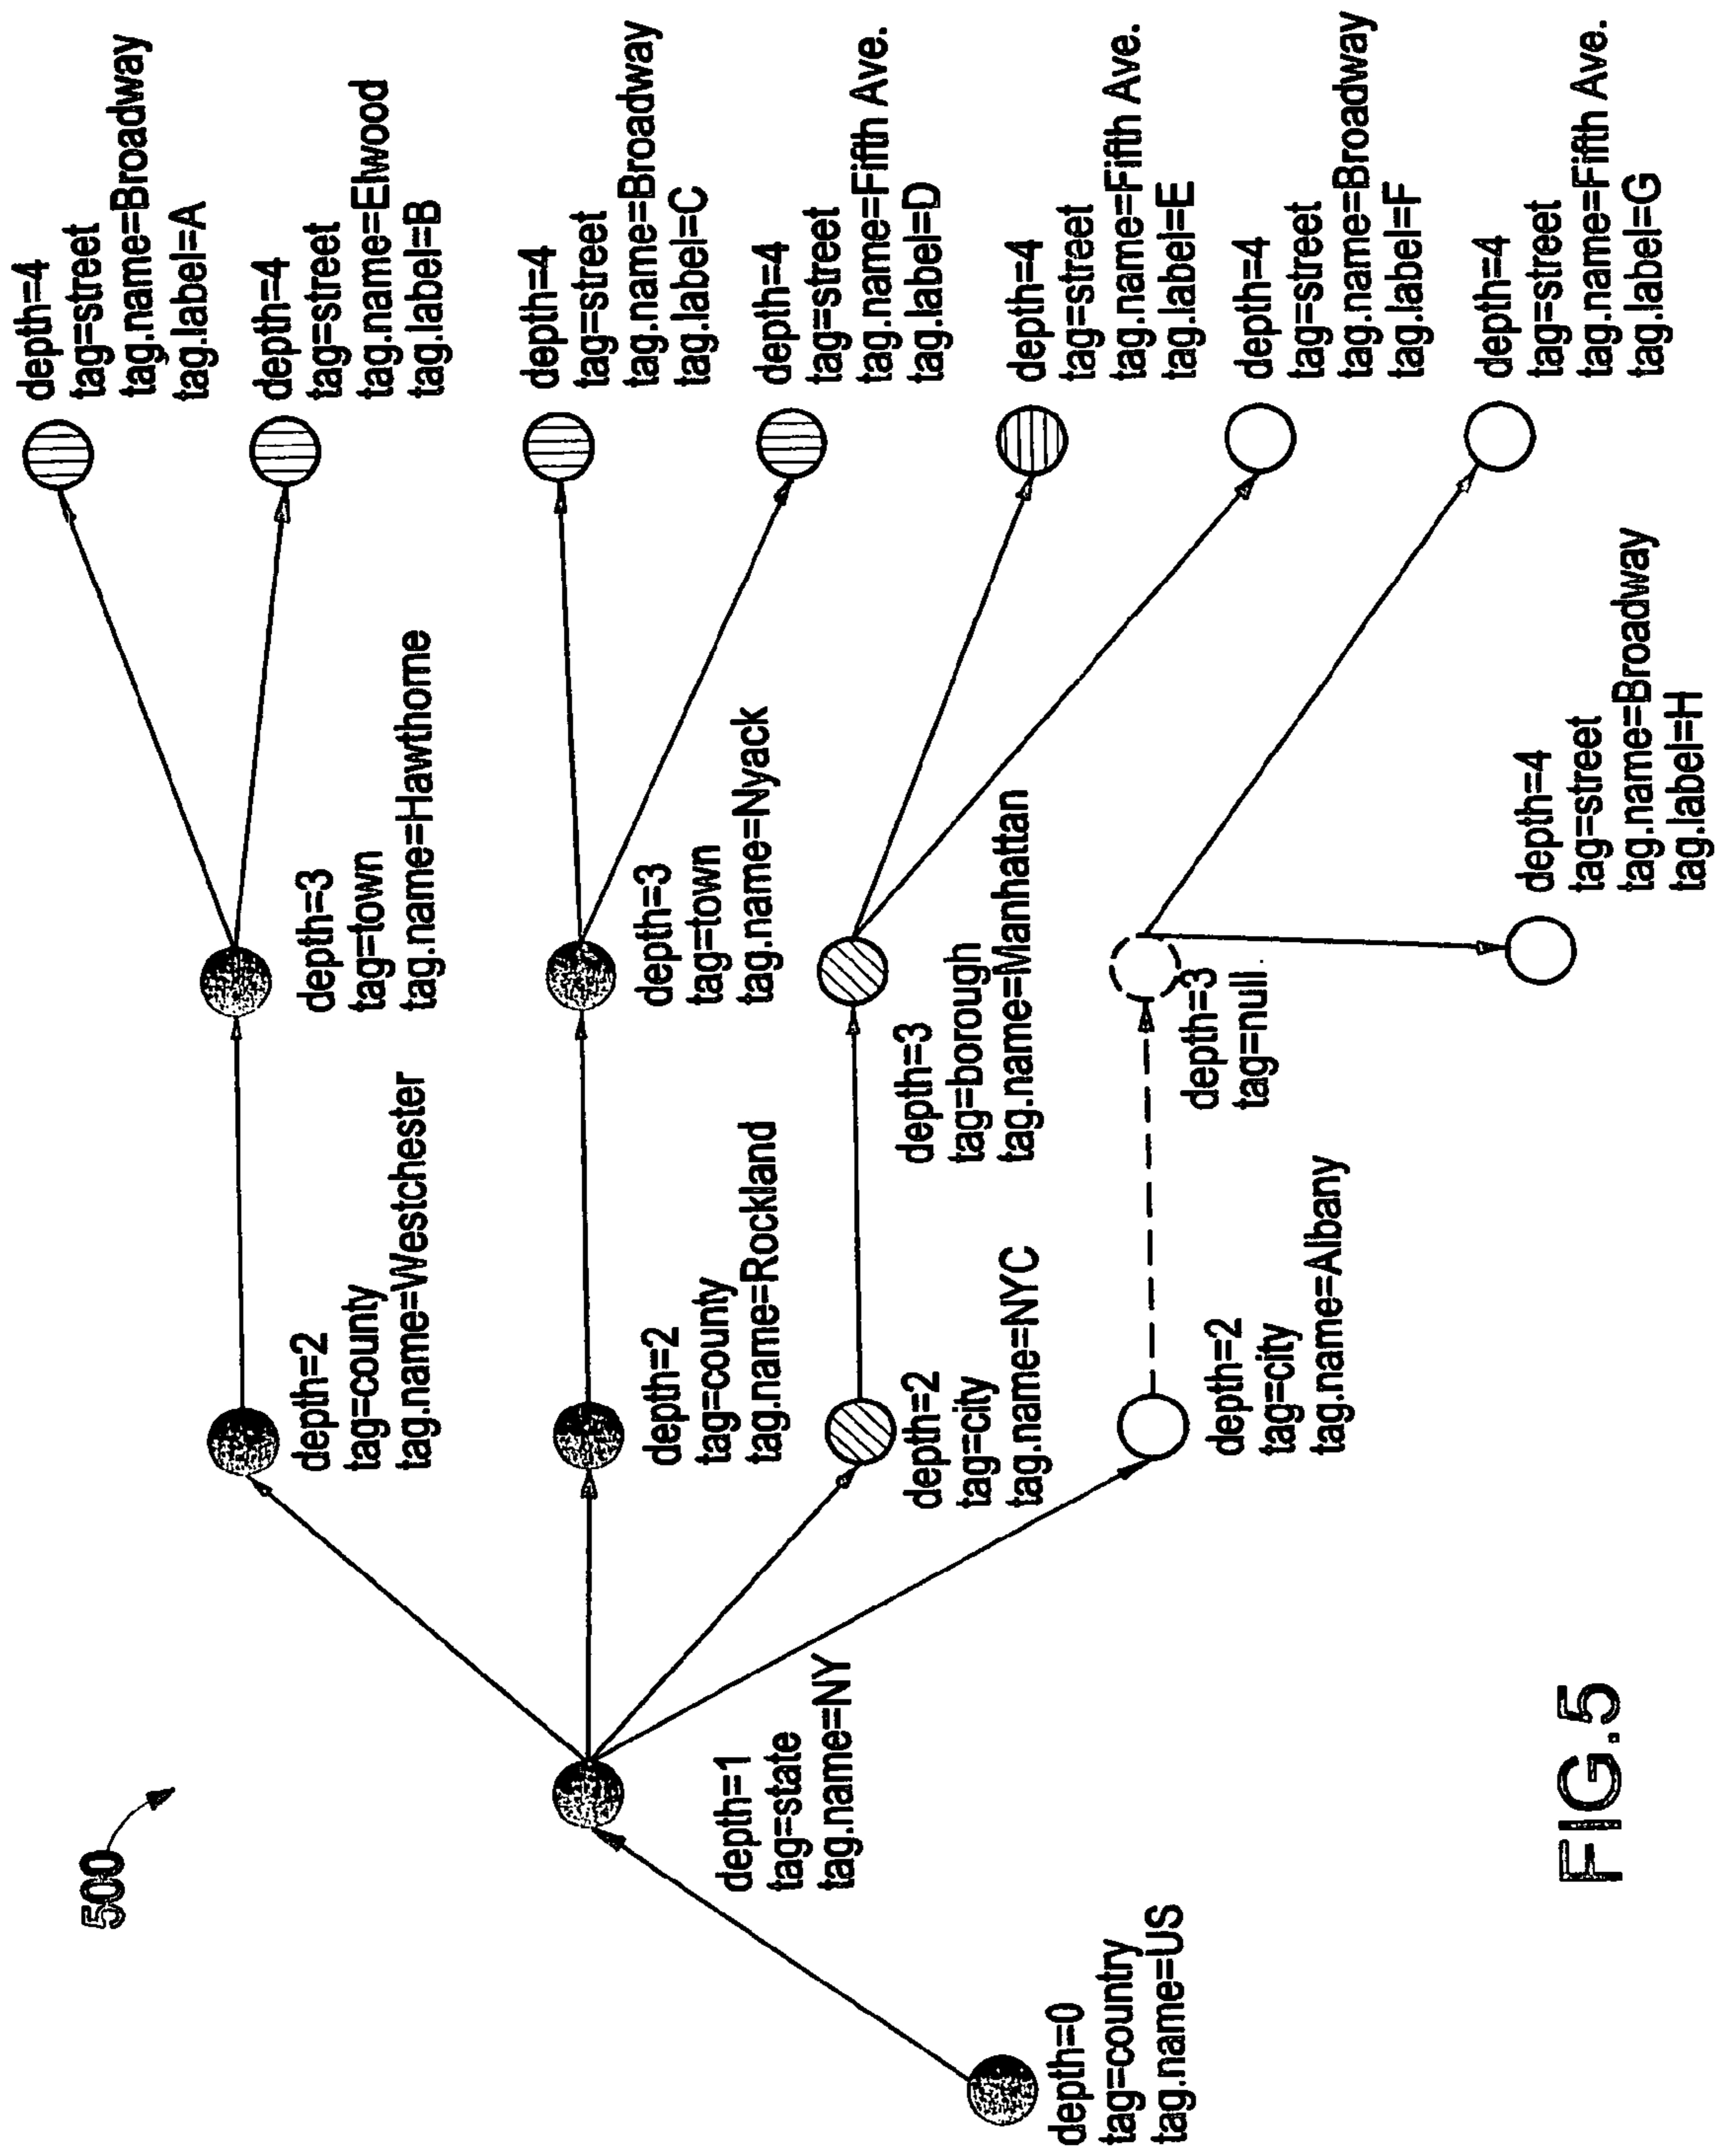 500
depth=0
tag=country
tag.name=US
depth=1
tag=state
tag.name=NY
depth=2
tag=county
tag.name=Westchester
depth=2
tag=county
tag.name=Rockland
depth=2
tag=city
tag.name=NYC
depth=2
tag=city
tag.name=Albany
depth=3
tag=town
tag.name=Hawthorne
depth=3
tag=town
tag.name=Nyack
depth=3
tag=borough
tag.name=Manhattan
depth=3
tag=null
depth=4
tag=street
tag.name=Broadway
tag.label=A
depth=4
tag=street
tag.name=Elwood
tag.label=B
depth=4
tag=street
tag.name=Broadway
tag.label=C
depth=4
tag=street
tag.name=Fifth Ave.
tag.label=D
depth=4
tag=street
tag.name=Fifth Ave.
tag.label=E
depth=4
tag=street
tag.name=Broadway
tag.label=F
depth=4
tag=street
tag.name=Fifth Ave.
tag.label=G
depth=4
tag=street
tag.name=Broadway
tag.label=H
FIG.5